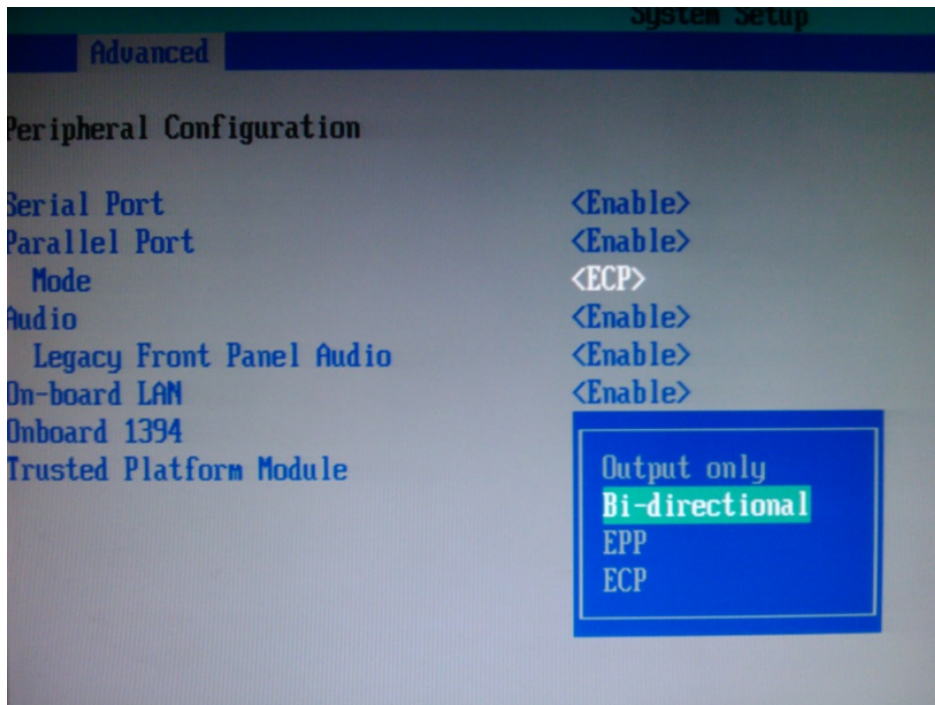 System Setup
Advanced
Peripheral Configuration
Serial Port <Enable>
Parallel Port <Enable>
Mode <ECP>
Audio <Enable>
Legacy Front Panel Audio <Enable>
On-board LAN <Enable>
Onboard 1394
Trusted Platform Module
Output only
Bi-directional
EPP
ECP